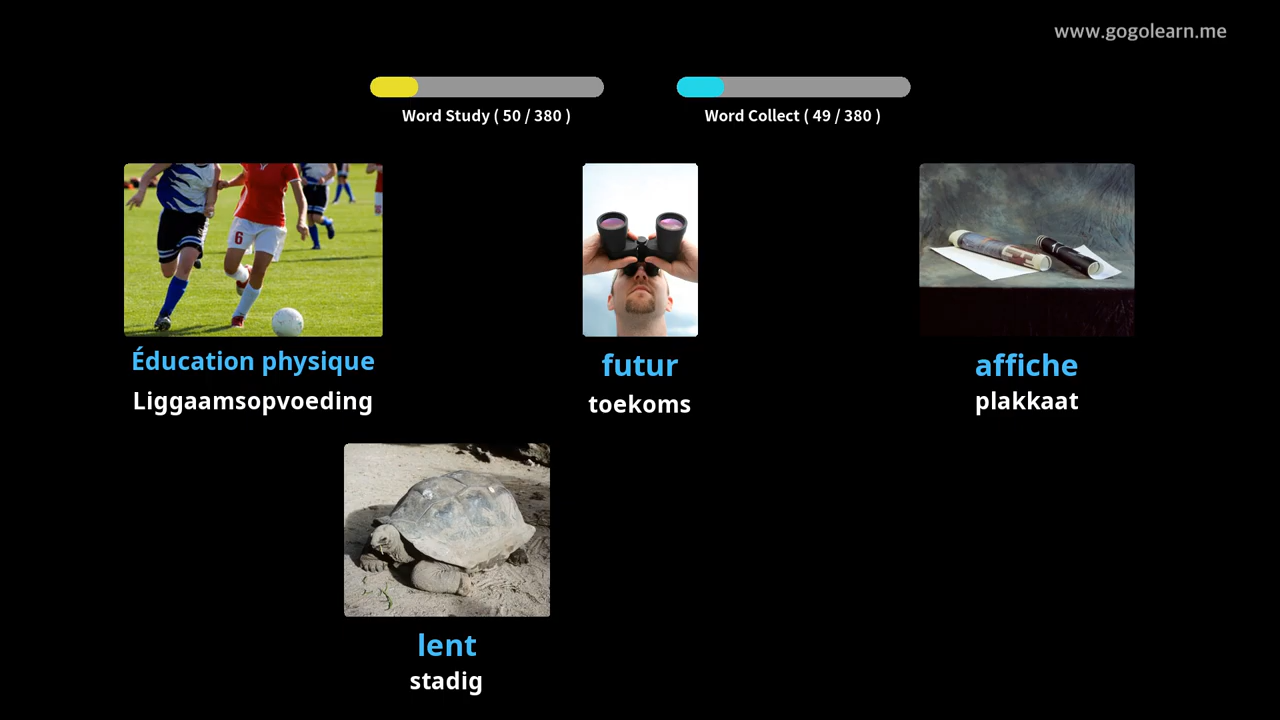 www.gogolearn.me
Word Study ( 50 / 380 )
Word Collect ( 49 / 380 )
6
Éducation physique
Liggaamsopvoeding
futur
toekoms
affiche
plakkaat
lent
stadig